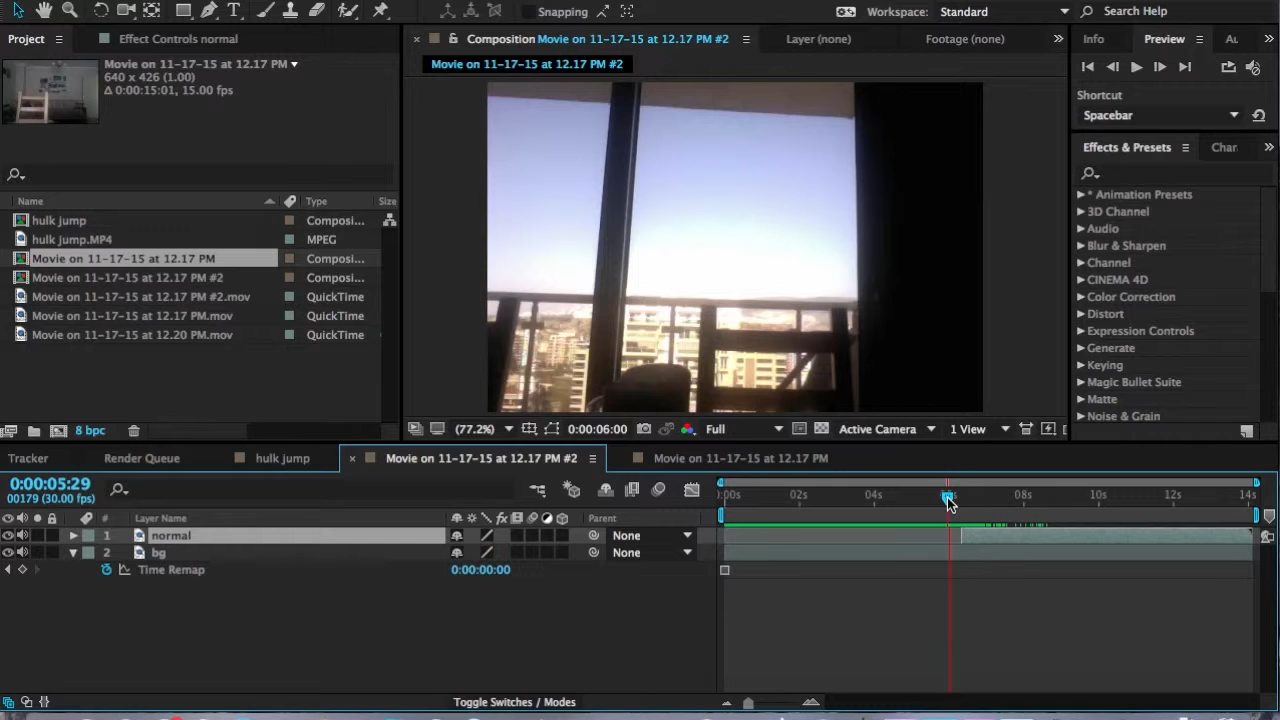 Snapping
Workspace: Standard
Search Help
Project
Effect Controls normal
Composition Movie on 11-17-15 at 12.17 PM #2
Layer (none)
Footage (none)
Info
Preview
Au
Movie on 11-17-15 at 12.17 PM
640 x 426 (1.00)
Δ 0:00:15:01, 15.00 fps
Movie on 11-17-15 at 12.17 PM #2
Shortcut
Spacebar
Effects & Presets
Char
Name
Type
Size
hulk jump
Composi...
hulk jump.MP4
MPEG
Movie on 11-17-15 at 12.17 PM
Composi...
Movie on 11-17-15 at 12.17 PM #2
Composi...
Movie on 11-17-15 at 12.17 PM #2.mov
QuickTime
Movie on 11-17-15 at 12.17 PM.mov
QuickTime
Movie on 11-17-15 at 12.20 PM.mov
QuickTime
* Animation Presets
3D Channel
Audio
Blur & Sharpen
Channel
CINEMA 4D
Color Correction
Distort
Expression Controls
Generate
Keying
Magic Bullet Suite
Matte
Noise & Grain
8 bpc
(77.2%)
0:00:06:00
Full
Active Camera
1 View
Tracker
Render Queue
hulk jump
Movie on 11-17-15 at 12.17 PM #2
Movie on 11-17-15 at 12.17 PM
0:00:05:29
00179 (30.00 fps)
:00s
02s
04s
08s
10s
12s
14s
#
Layer Name
Parent
1
normal
None
2
bg
None
Time Remap
0:00:00:00
Toggle Switches / Modes